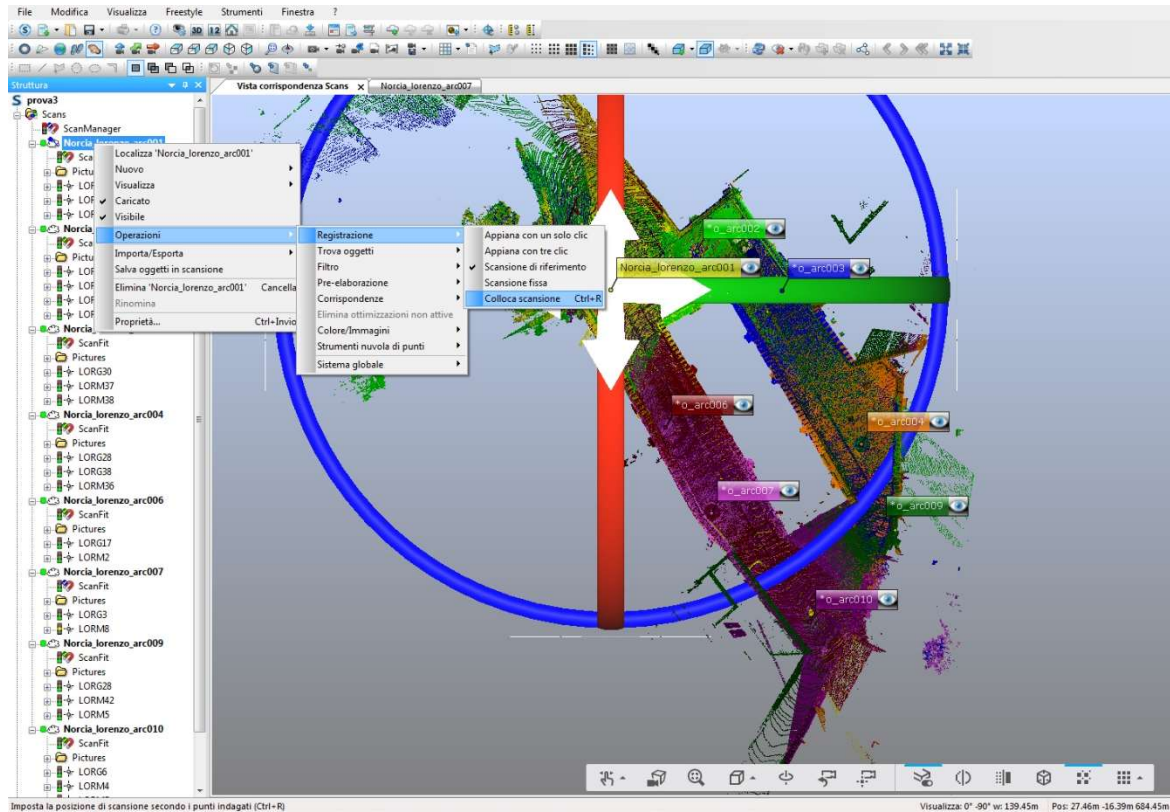 File Modifica Visualizza Freestyle Strumenti Finestra ?
Struttura
Vista corrispondenza Scans x Norcia_lorenzo_arc007
prova3
Scans
ScanManager
Norcia_lorenzo_arc001
Localizza 'Norcia_lorenzo_arc001'
Nuovo
Visualizza
Caricato
Visibile
Operazioni
Importa/Esporta
Salva oggetti in scansione
Elimina 'Norcia_lorenzo_arc001' Cancella
Rinomina
Proprietà... Ctrl+Invio
Registrazione
Trova oggetti
Filtro
Pre-elaborazione
Corrispondenze
Elimina ottimizzazioni non attive
Colore/Immagini
Strumenti nuvola di punti
Sistema globale
Appiana con un solo clic
Appiana con tre clic
Scansione di riferimento
Scansione fissa
Colloca scansione Ctrl+R
ScanFit
Pictures
LORG30
LORM37
LORM38
Norcia_lorenzo_arc004
ScanFit
Pictures
LORG28
LORG38
LORM36
Norcia_lorenzo_arc006
ScanFit
Pictures
LORG17
LORM2
Norcia_lorenzo_arc007
ScanFit
Pictures
LORG3
LORM8
Norcia_lorenzo_arc009
ScanFit
Pictures
LORG28
LORM42
LORM5
Norcia_lorenzo_arc010
ScanFit
Pictures
LORG6
LORM4
*o_arc002
Norcia_lorenzo_arc001
*o_arc003
*o_arc006
*o_arc004
*o_arc007
*o_arc009
*o_arc010
Imposta la posizione di scansione secondo i punti indagati (Ctrl+R)
Visualizza: 0° -90° w: 139.45m Pos: 27.46m -16.39m 684.45m